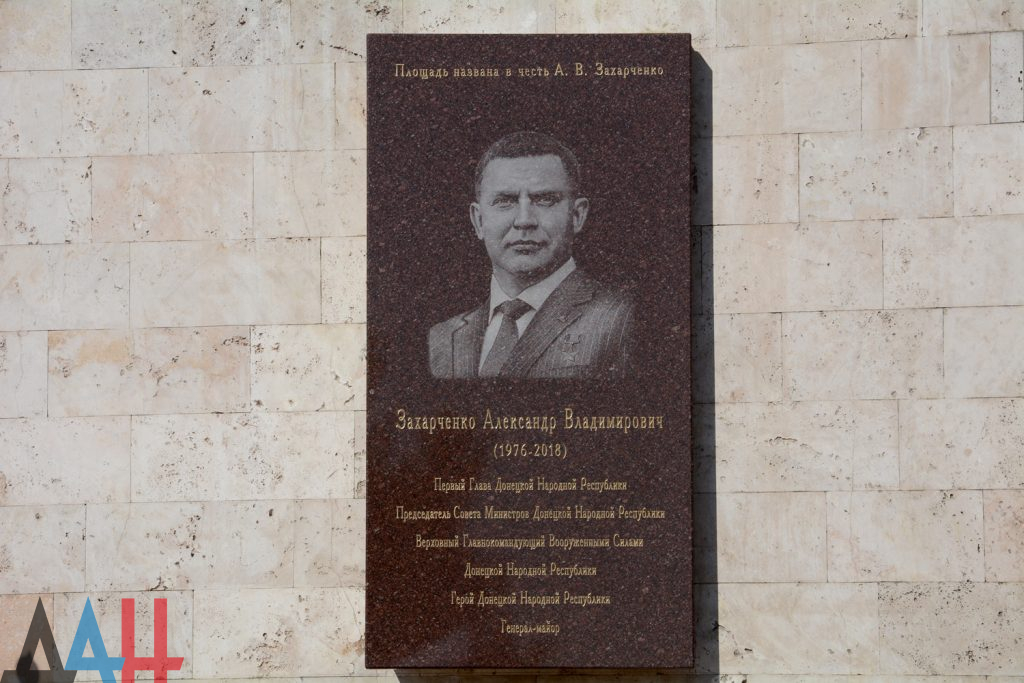 Площадь названа в честь А. В. Захарченко
Захарченко Александр Владимирович
(1976-2018)
Первый Глава Донецкой Народной Республики
Председатель Совета Министров Донецкой Народной Республики
Верховный Главнокомандующий Вооруженными Силами
Донецкой Народной Республики
Герой Донецкой Народной Республики
Генерал-майор
ДАН